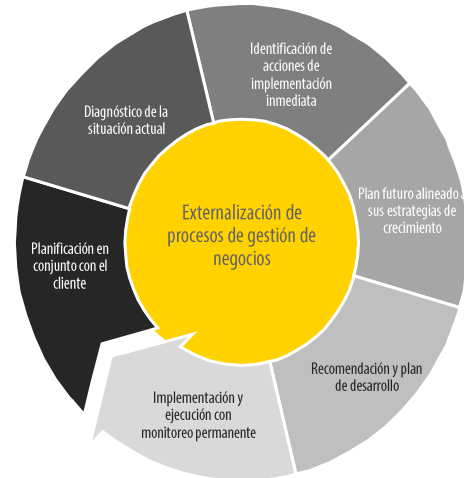 Identificación de
acciones de
implementación
inmediata
Diagnóstico de la
situación actual
Plan futuro alineado a
sus estrategias de
crecimiento
Externalización de
procesos de gestión de
negocios
Planificación en
conjunto con el
cliente
Recomendación y plan
de desarrollo
Implementación y
ejecución con
monitoreo permanente